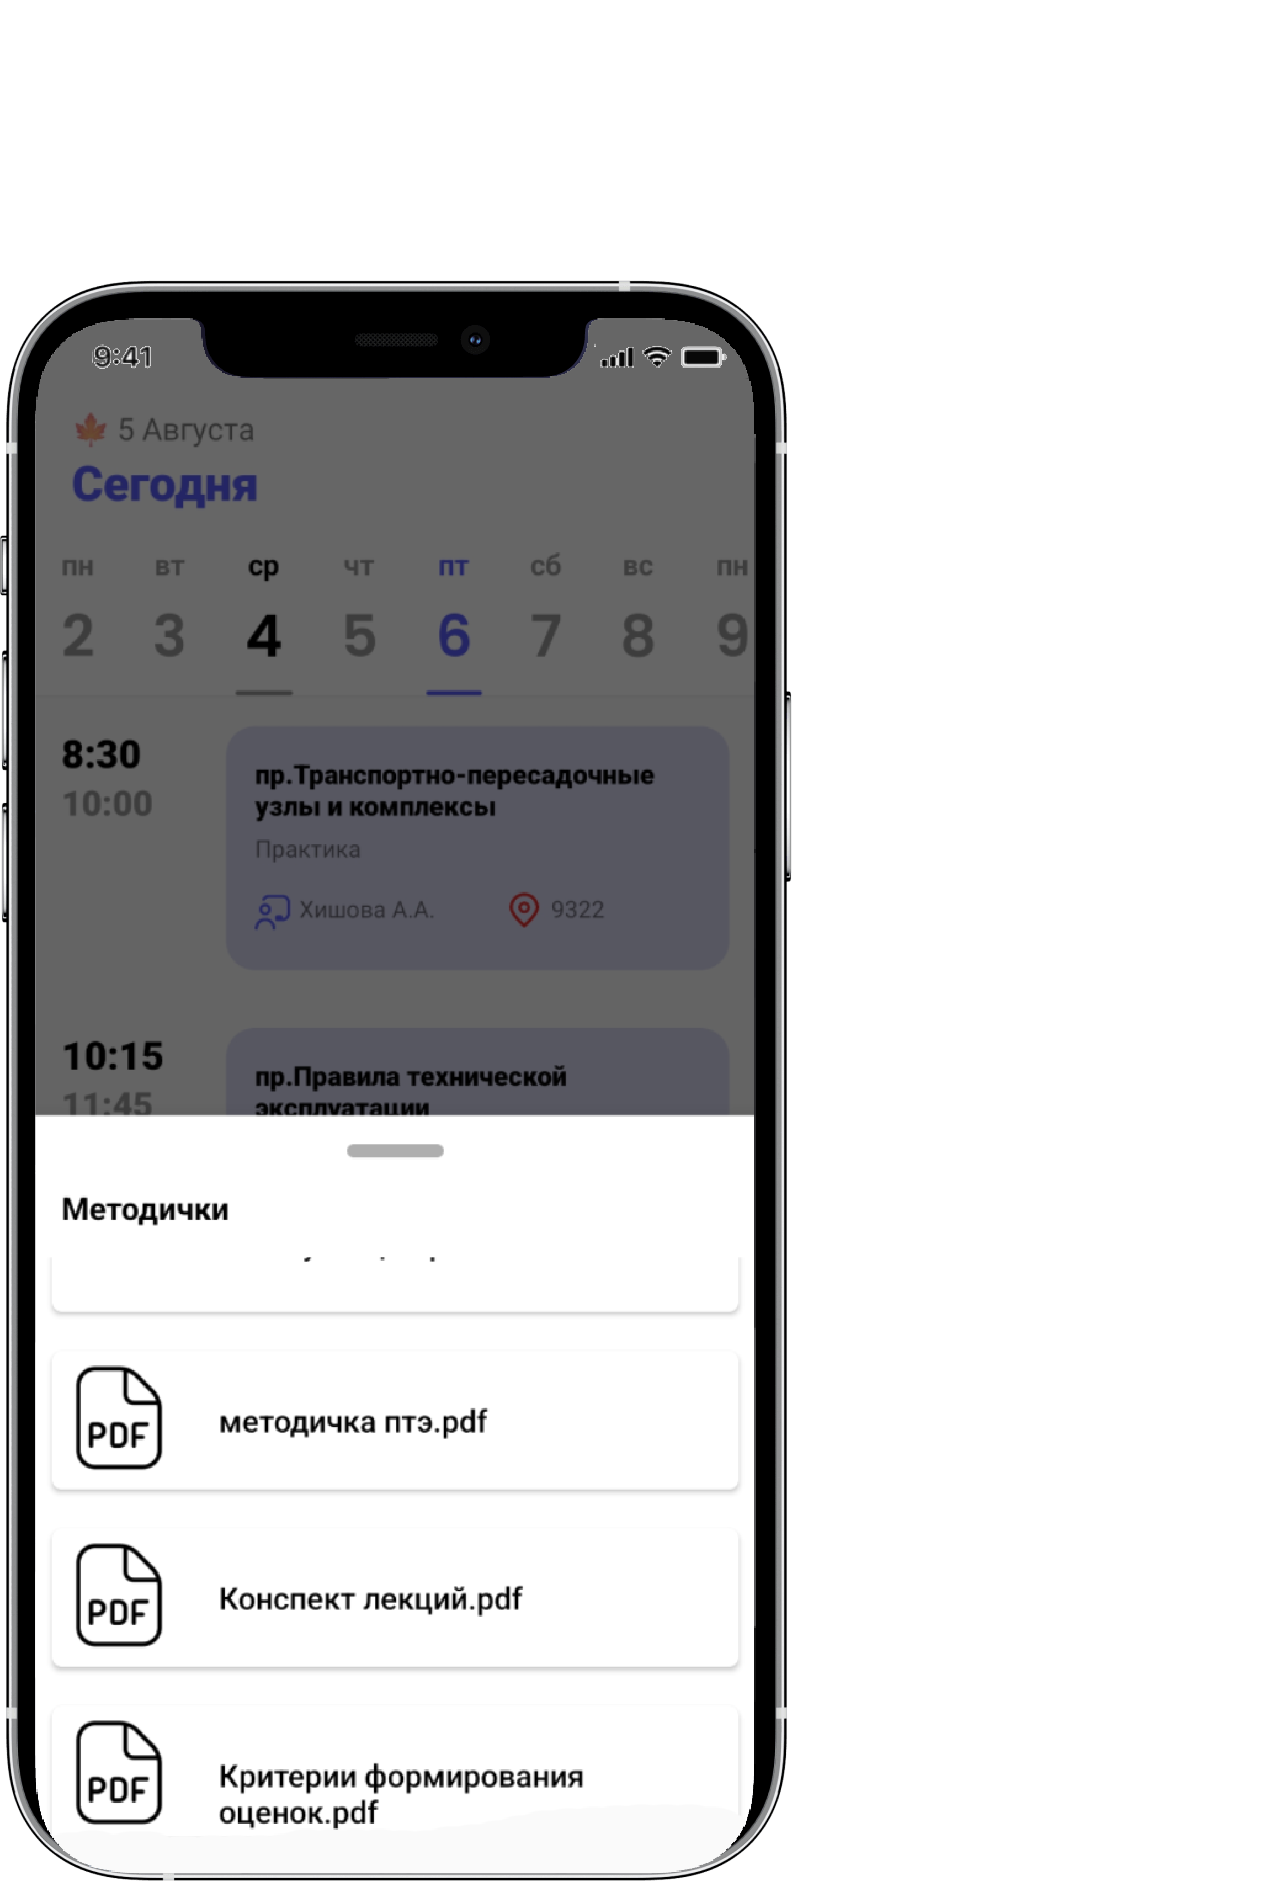 9:41
5 Августа
Сегодня
пн вт ср чт пт сб вс пн
2 3 4 5 6 7 8 9
8:30
10:00
пр.Транспортно-пересадочные
узлы и комплексы
Практика
Хишова А.А. 9322
10:15
11:45
пр.Правила технической
эксплуатации
Методички
PDF
методичка птэ.pdf
PDF
Конспект лекций.pdf
PDF
Критерии формирования
оценок.pdf